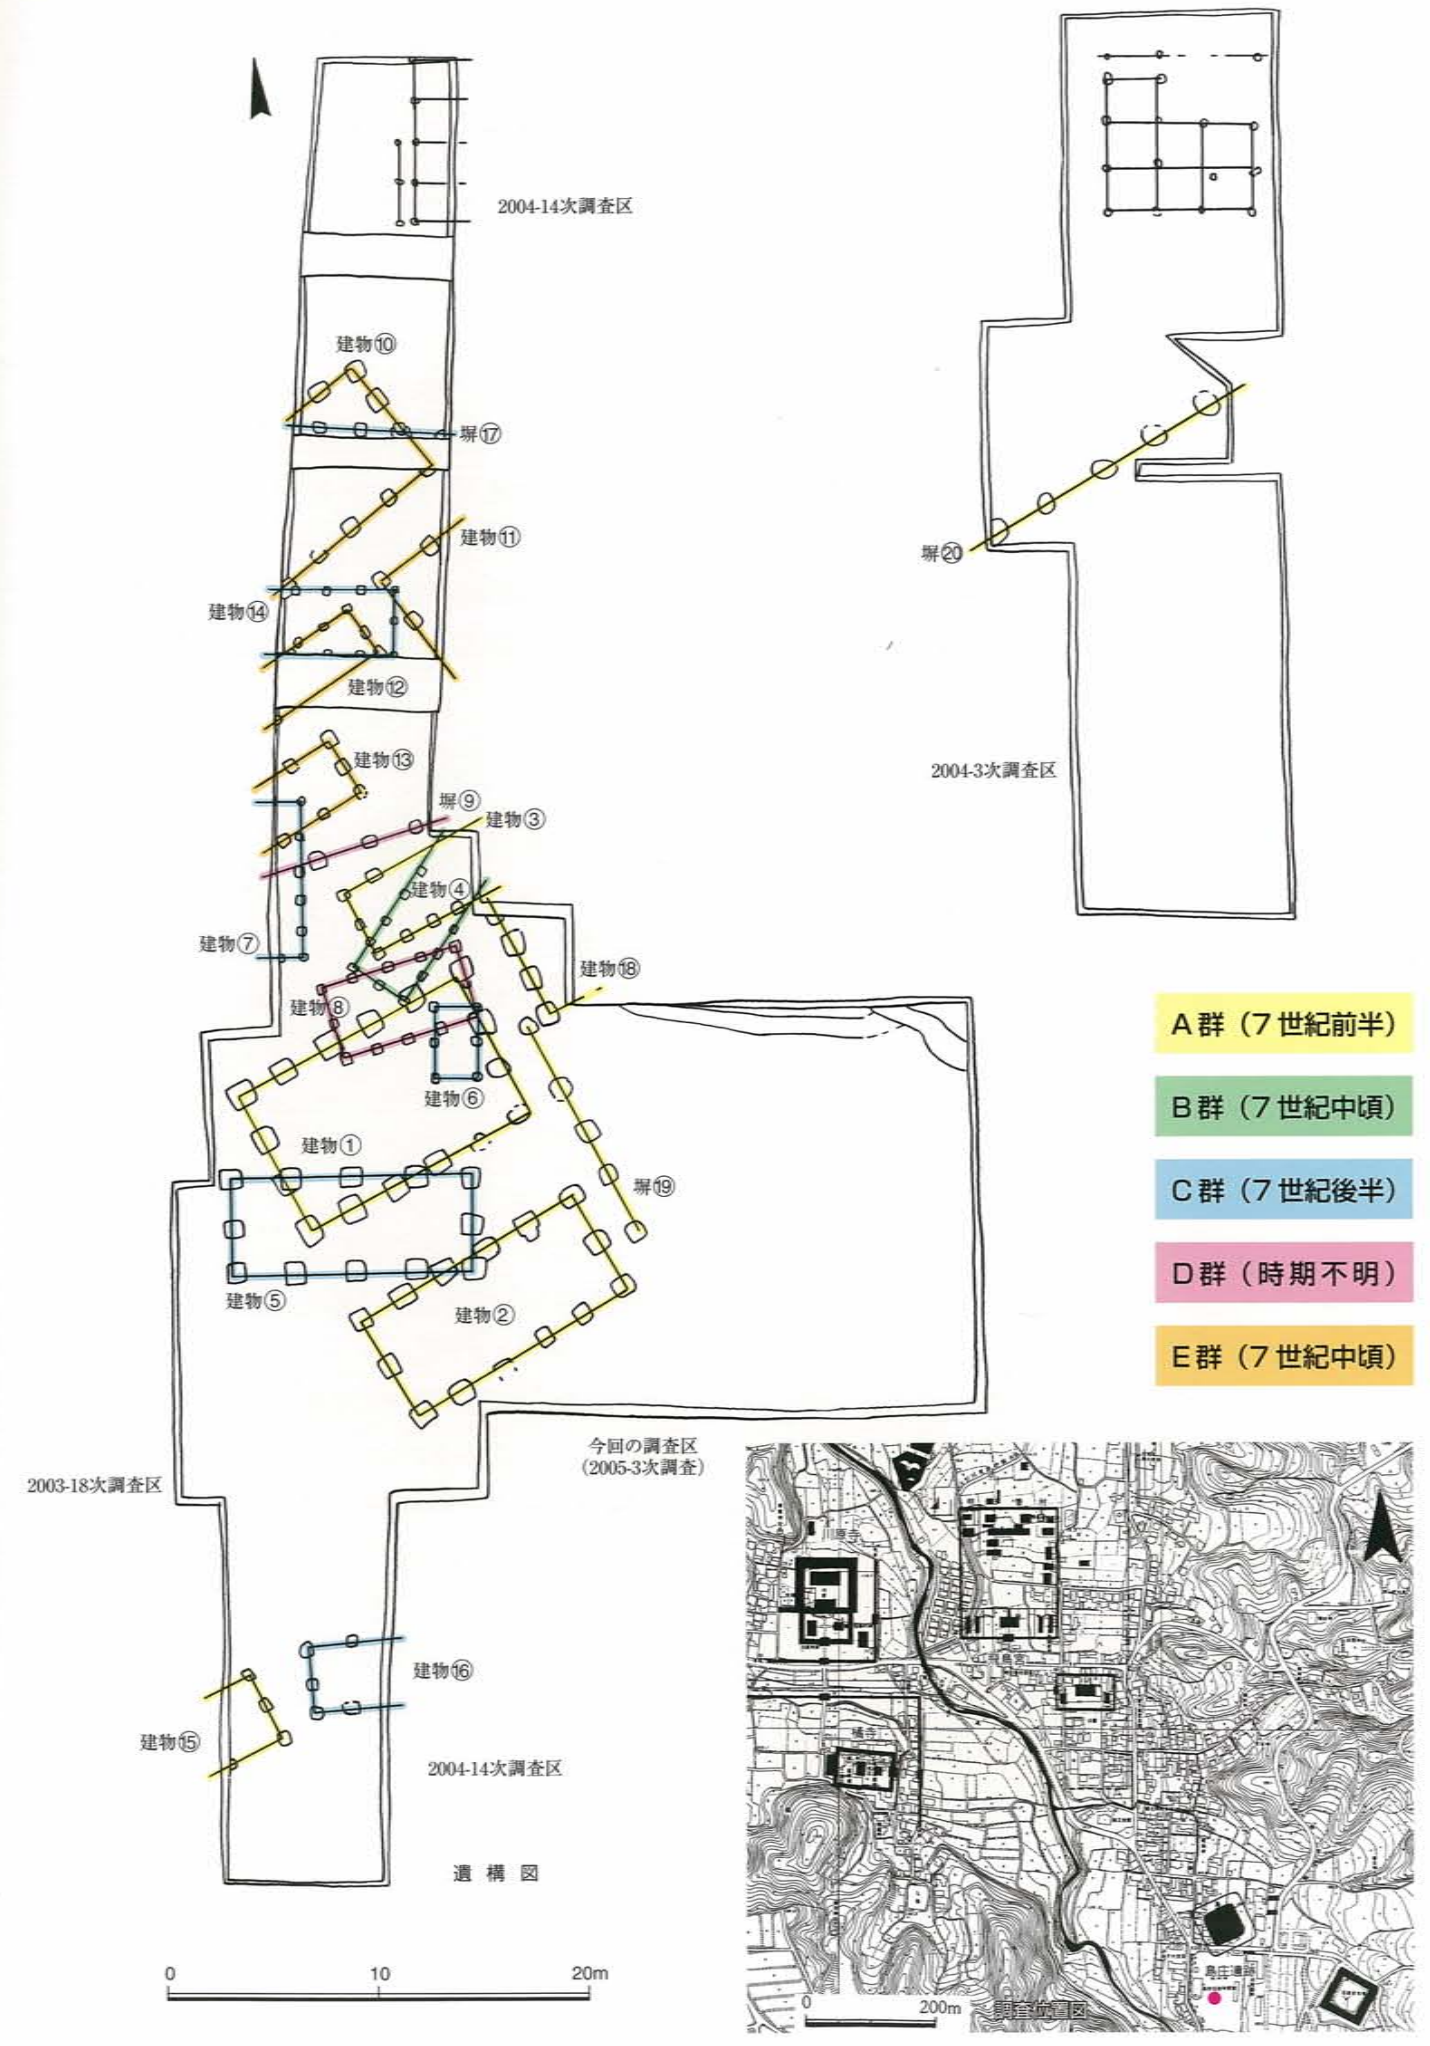 2004-14次調査区
建物⑩
塀⑰
建物⑪
建物⑭
建物⑫
建物⑬
塀⑨
建物③
建物④
建物⑦
建物⑱
建物⑧
建物⑥
建物①
塀⑲
建物⑤
建物②
今回の調査区
(2005-3次調査)
2003-18次調査区
建物⑯
建物⑮
2004-14次調査区
遺構図
0 10 20m
塀⑳
2004-3次調査区
A群(7世紀前半)
B群(7世紀中頃)
C群(7世紀後半)
D群(時期不明)
E群(7世紀中頃)
川原寺
飛鳥宮
橘寺
島庄遺跡
0 200m
調査位置図